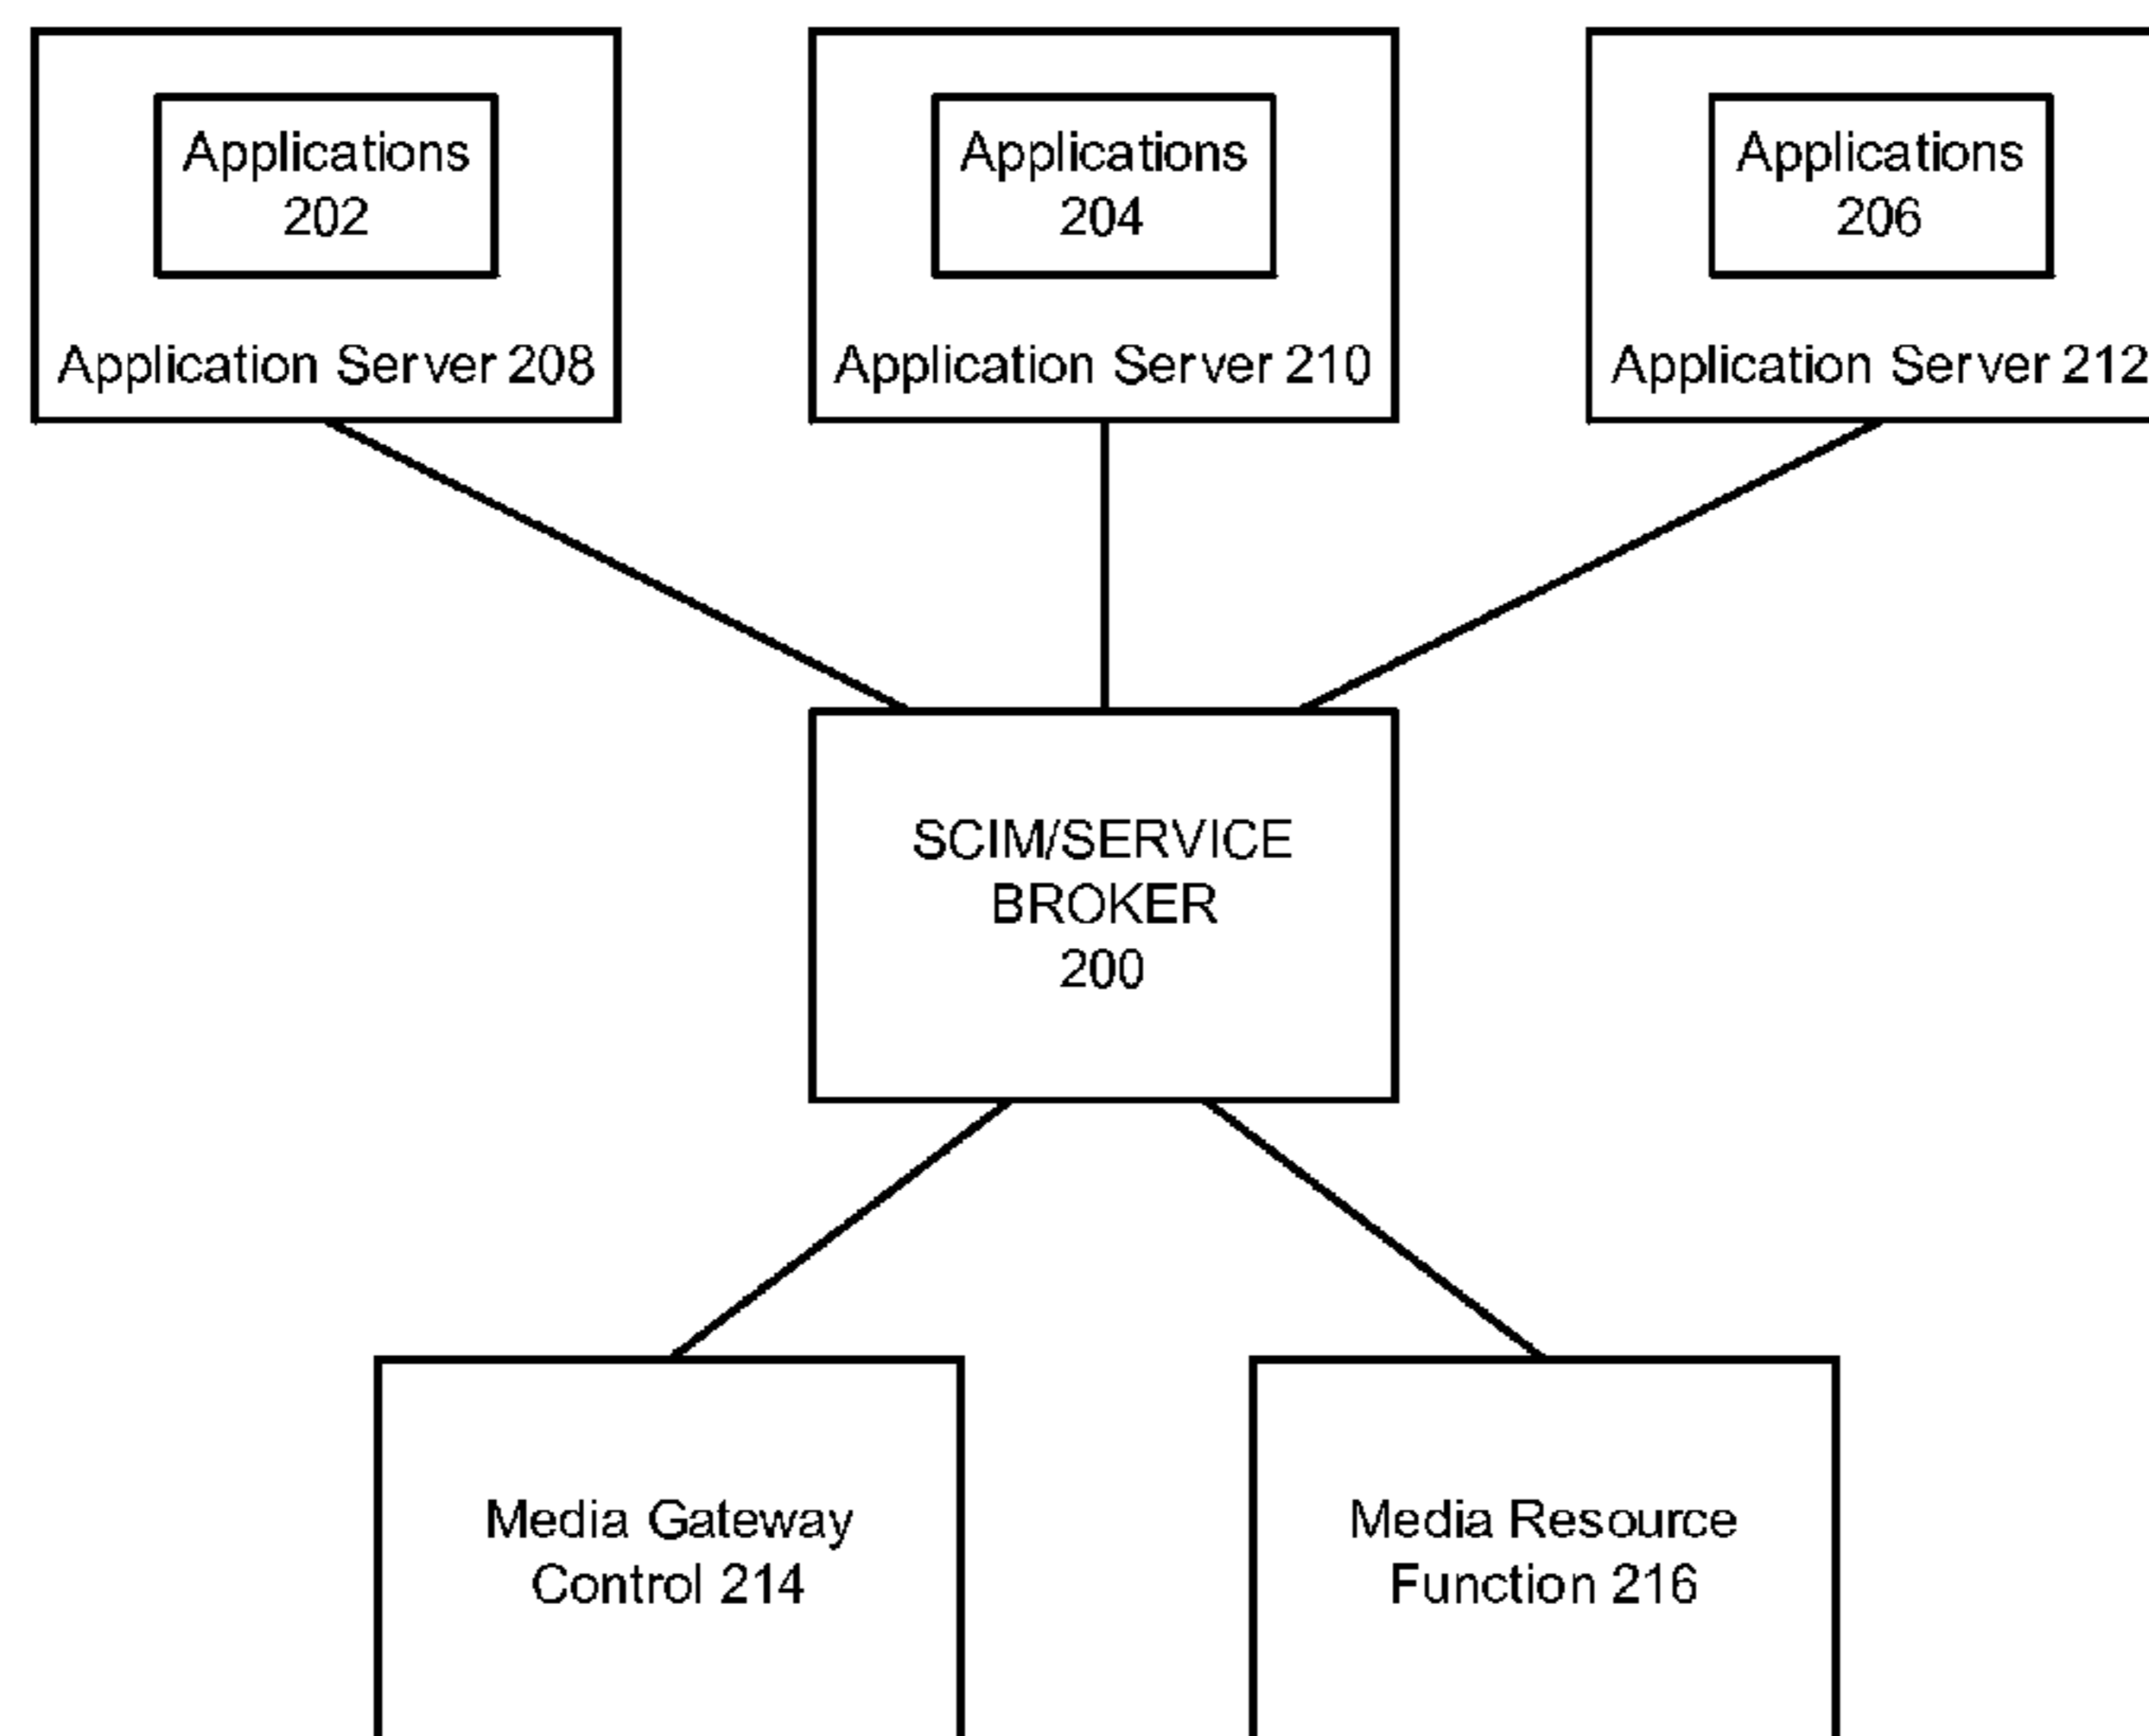 Applications
202
Application Server 208
Applications
204
Application Server 210
Applications
206
Application Server 212
SCIM/SERVICE
BROKER
200
Media Gateway
Control 214
Media Resource
Function 216